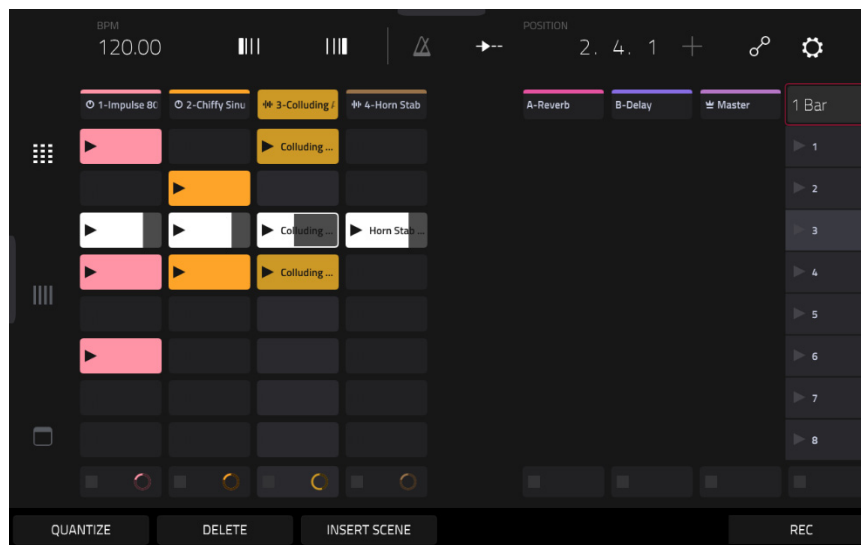 BPM
120.00
POSITION
2. 4. 1
1-Impulse 80
2-Chiffy Sinu
3-Colluding
4-Horn Stab
A-Reverb
B-Delay
Master
1 Bar
Colluding ...
1
2
Colluding ...
Horn Stab ...
3
Colluding ...
4
5
6
7
8
QUANTIZE
DELETE
INSERT SCENE
REC